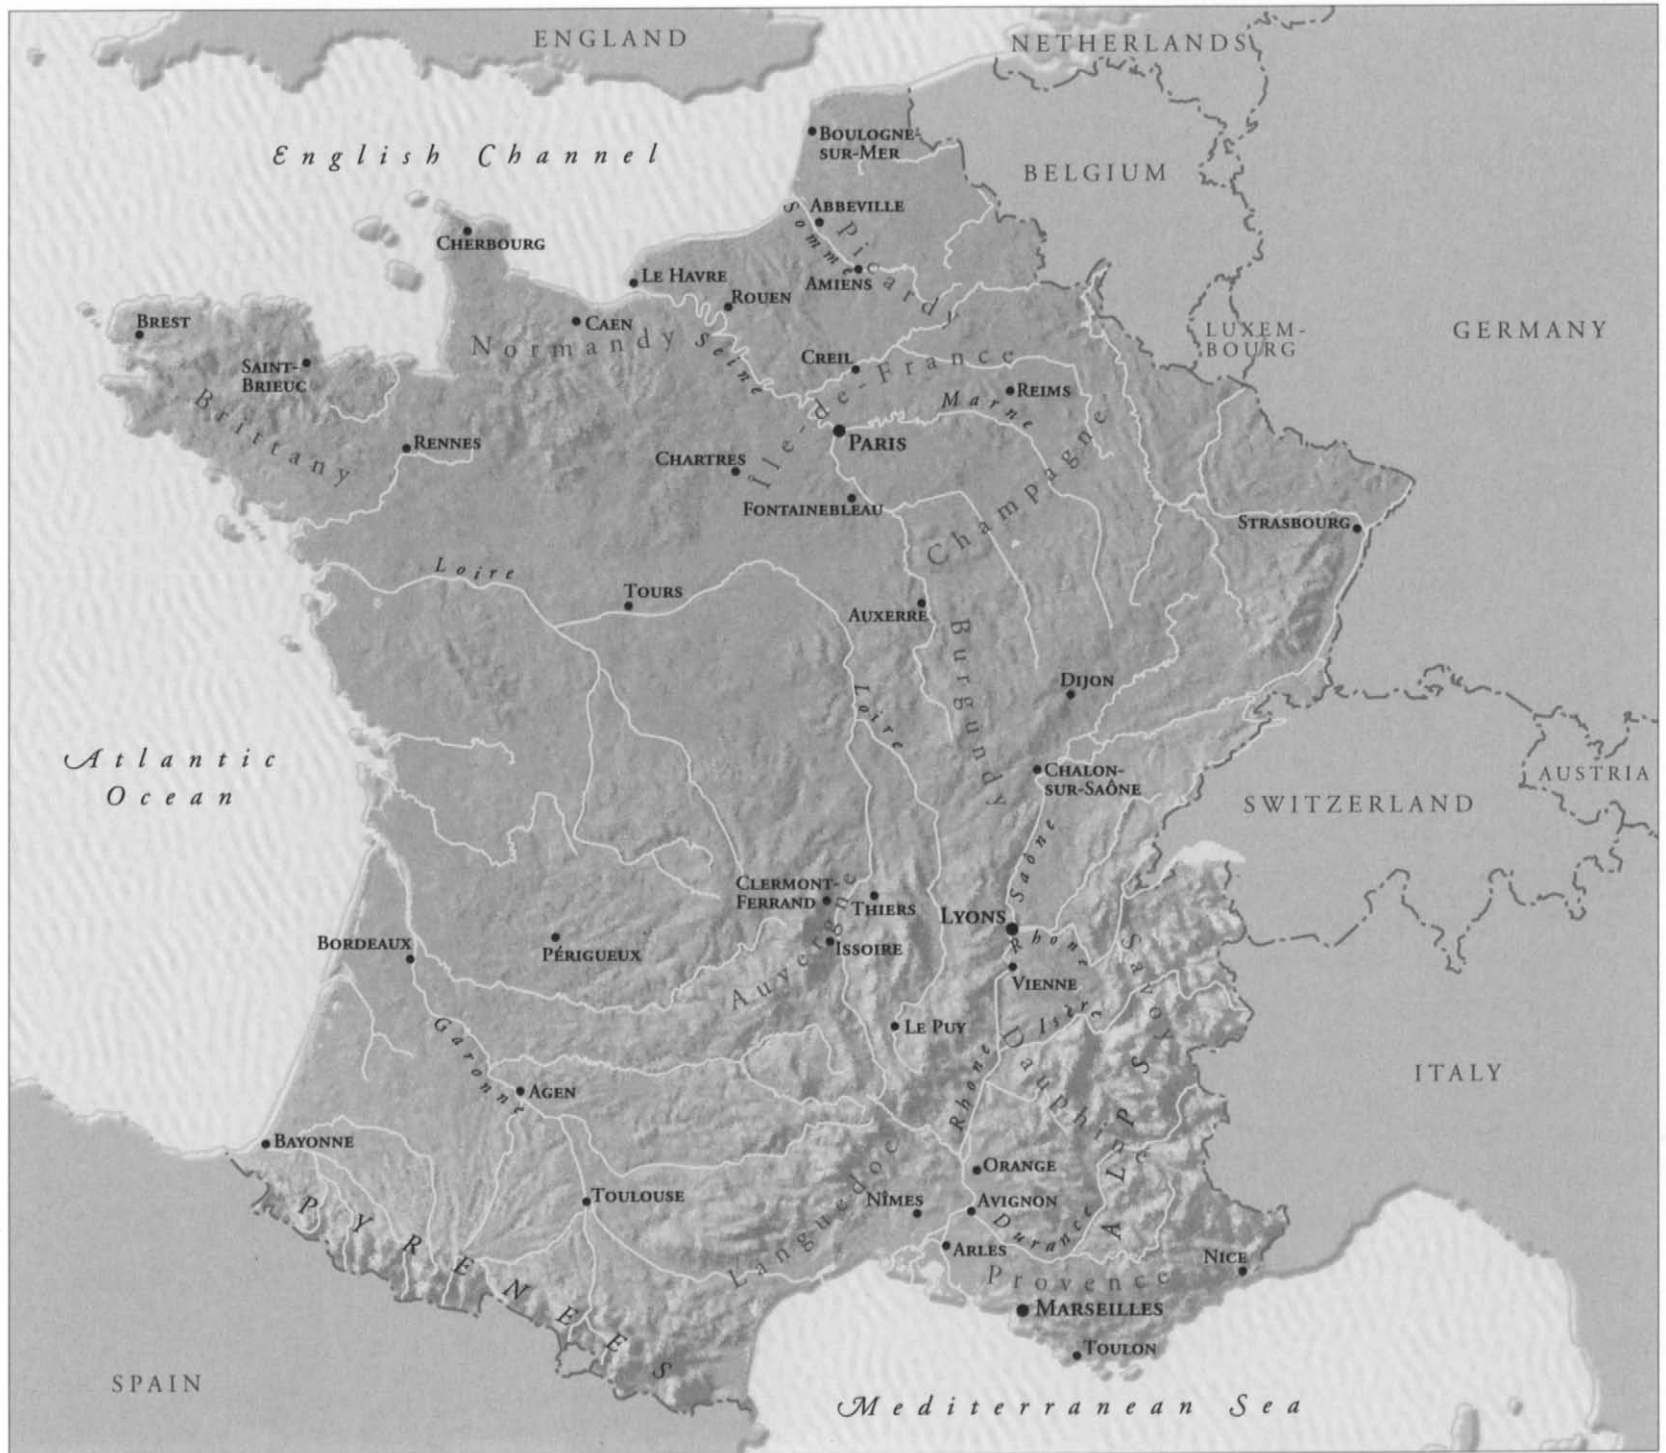 ENGLAND
NETHERLANDS
English Channel
BOULOGNE-
SUR-MER
BELGIUM
ABBEVILLE
Somme
Picardy
CHERBOURG
LE HAVRE
AMIENS
ROUEN
BREST
CAEN
Normandy
Seine
LUXEM-
BOURG
GERMANY
SAINT-
BRIEUC
CREIL
Île-de-France
REIMS
Marne
Brittany
RENNES
PARIS
CHARTRES
Champagne
FONTAINEBLEAU
STRASBOURG
Loire
TOURS
AUXERRE
Burgundy
DIJON
Loire
Atlantic
Ocean
CHALON-
SUR-SAÔNE
AUSTRIA
SWITZERLAND
Saône
CLERMONT-
FERRAND
THIERS
LYONS
BORDEAUX
PÉRIGUEUX
ISSOIRE
Auvergne
Rhône
Savoy
VIENNE
Isère
LE PUY
Garonne
Rhône
Dauphiné
ITALY
AGEN
BAYONNE
ALPS
ORANGE
TOULOUSE
Languedoc
NÎMES
AVIGNON
PYRENEES
Durance
ARLES
NICE
Provence
MARSEILLES
TOULON
SPAIN
Mediterranean Sea